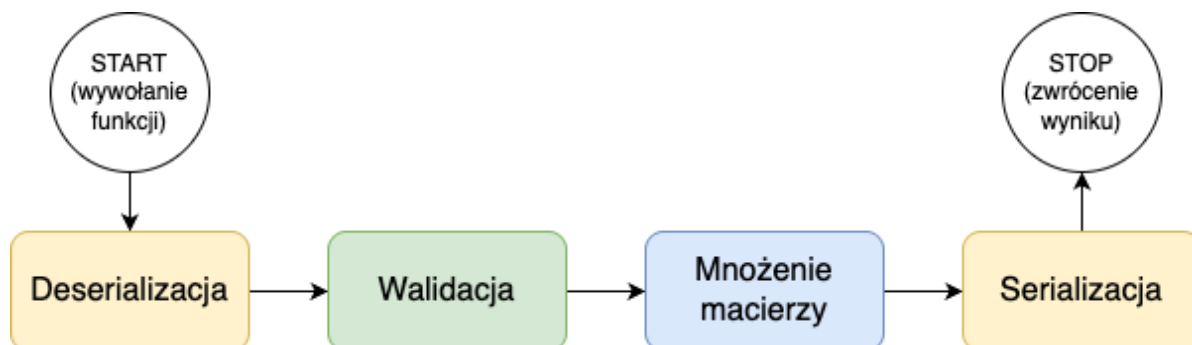 START
(wywołanie
funkcji)
STOP
(zwrócenie
wyniku)
Deserializacja
Walidacja
Mnożenie
macierzy
Serializacja